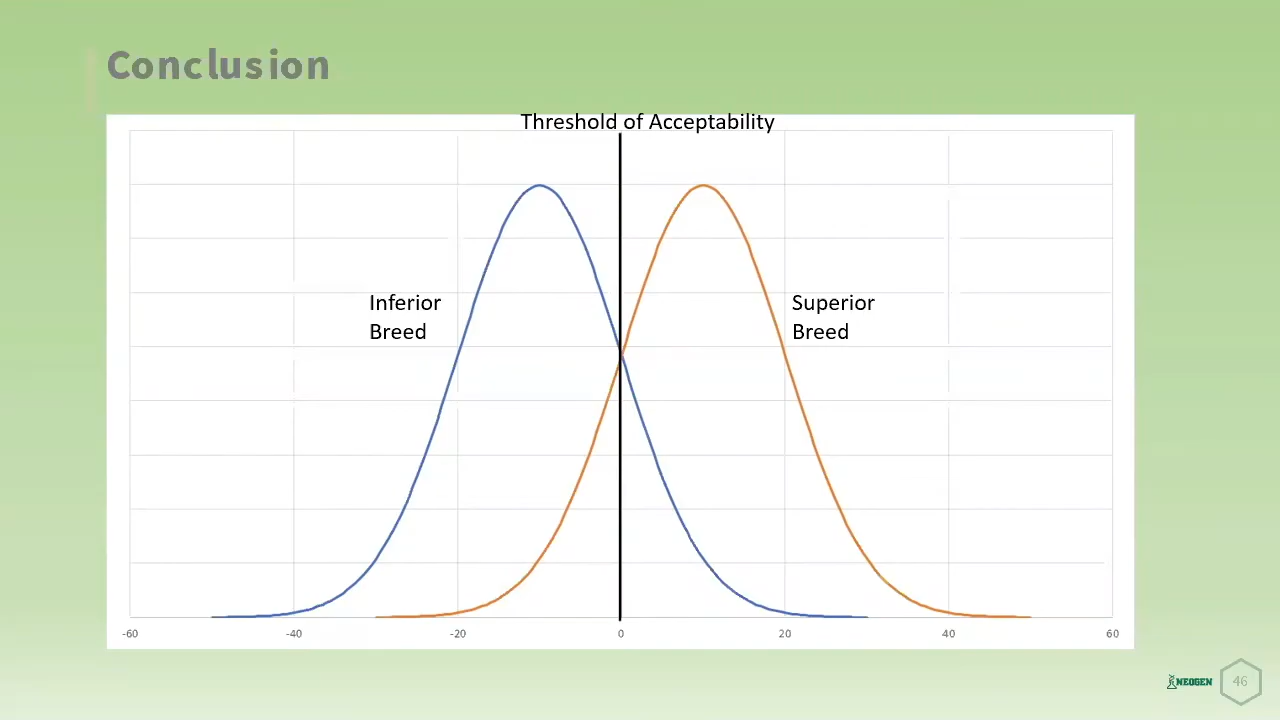 Conclusion
Threshold of Acceptability
Inferior
Breed
Superior
Breed
-60 -40 -20 0 20 40 60
NEOGEN
46